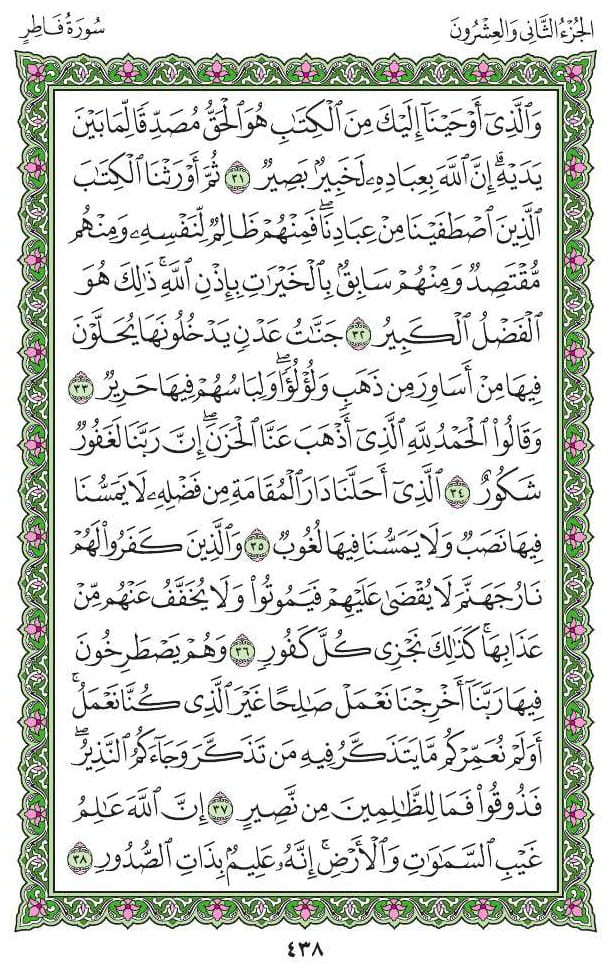 الجزء الثاني والعشرون
سورة فاطر
وَالَّذِي أَوْحَيْنَا إِلَيْكَ مِنَ الْكِتَابِ هُوَ الْحَقُّ مُصَدِّقًا لِّمَا بَيْنَ
يَدَيْهِ ۗ إِنَّ اللَّهَ بِعِبَادِهِ لَخَبِيرٌ بَصِيرٌ ٣١ ثُمَّ أَوْرَثْنَا الْكِتَابَ
الَّذِينَ اصْطَفَيْنَا مِنْ عِبَادِنَا ۖ فَمِنْهُمْ ظَالِمٌ لِّنَفْسِهِ وَمِنْهُم
مُّقْتَصِدٌ وَمِنْهُمْ سَابِقٌ بِالْخَيْرَاتِ بِإِذْنِ اللَّهِ ۚ ذَٰلِكَ هُوَ
الْفَضْلُ الْكَبِيرُ ٣٢ جَنَّاتُ عَدْنٍ يَدْخُلُونَهَا يُحَلَّوْنَ
فِيهَا مِنْ أَسَاوِرَ مِن ذَهَبٍ وَلُؤْلُؤًا ۖ وَلِبَاسُهُمْ فِيهَا حَرِيرٌ ٣٣
وَقَالُوا الْحَمْدُ لِلَّهِ الَّذِي أَذْهَبَ عَنَّا الْحَزَنَ ۖ إِنَّ رَبَّنَا لَغَفُورٌ
شَكُورٌ ٣٤ الَّذِي أَحَلَّنَا دَارَ الْمُقَامَةِ مِن فَضْلِهِ لَا يَمَسُّنَا
فِيهَا نَصَبٌ وَلَا يَمَسُّنَا فِيهَا لُغُوبٌ ٣٥ وَالَّذِينَ كَفَرُوا لَهُمْ
نَارُ جَهَنَّمَ لَا يُقْضَىٰ عَلَيْهِمْ فَيَمُوتُوا وَلَا يُخَفَّفُ عَنْهُم مِّنْ
عَذَابِهَا ۚ كَذَٰلِكَ نَجْزِي كُلَّ كَفُورٍ ٣٦ وَهُمْ يَصْطَرِخُونَ
فِيهَا رَبَّنَا أَخْرِجْنَا نَعْمَلْ صَالِحًا غَيْرَ الَّذِي كُنَّا نَعْمَلُ ۚ
أَوَلَمْ نُعَمِّرْكُم مَّا يَتَذَكَّرُ فِيهِ مَن تَذَكَّرَ وَجَاءَكُمُ النَّذِيرُ ۖ
فَذُوقُوا فَمَا لِلظَّالِمِينَ مِن نَّصِيرٍ ٣٧ إِنَّ اللَّهَ عَالِمُ
غَيْبِ السَّمَاوَاتِ وَالْأَرْضِ ۚ إِنَّهُ عَلِيمٌ بِذَاتِ الصُّدُورِ ٣٨
٤٣٨